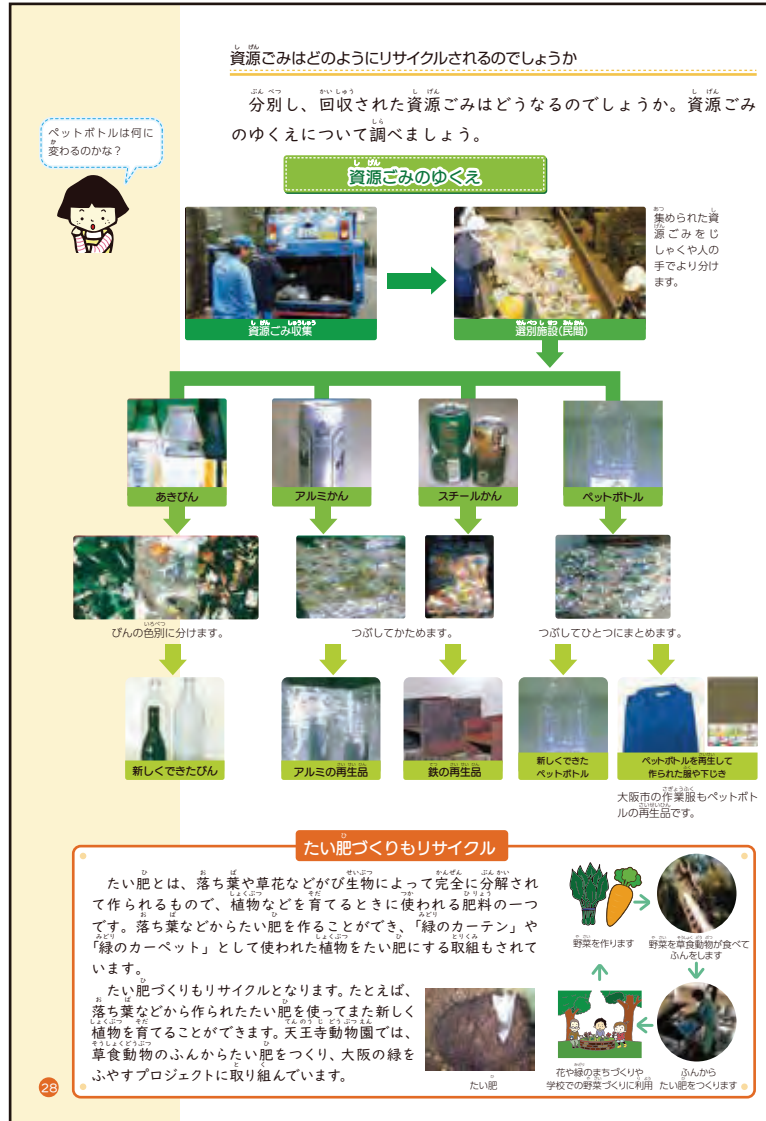 資源ごみはどのようにリサイクルされるのでしょうか
分別し、回収された資源ごみはどうなるのでしょうか。資源ごみ
のゆくえについて調べましょう。
ペットボトルは何に
変わるのかな？
資源ごみのゆくえ
資源ごみ収集
選別施設(民間)
集められた資
源ごみをじ
しゃくや人の
手でより分け
ます。
あきびん
アルミかん
スチールかん
ペットボトル
びんの色別に分けます。
つぶしてかためます。
つぶしてひとつにまとめます。
新しくできたびん
アルミの再生品
鉄の再生品
新しくできた
ペットボトル
ペットボトルを再生して
作られた服や下じき
大阪市の作業服もペットボト
ルの再生品です。
たい肥づくりもリサイクル
たい肥とは、落ち葉や草花などがび生物によって完全に分解され
て作られるもので、植物などを育てるときに使われる肥料の一つ
です。落ち葉などからたい肥を作ることができ、「緑のカーテン」や
「緑のカーペット」として使われた植物をたい肥にする取組もされて
います。
たい肥づくりもリサイクルとなります。たとえば、
落ち葉から作られたたい肥を使ってまた新しく
植物を育てることができます。天王寺動物園では、
草食動物のふんからたい肥をつくり、大阪の緑を
ふやすプロジェクトに取り組んでいます。
たい肥
野菜を作ります
野菜を草食動物が食べて
ふんをします
花や緑のまちづくりや
学校での野菜づくりに利用
ふんから
たい肥をつくります
28